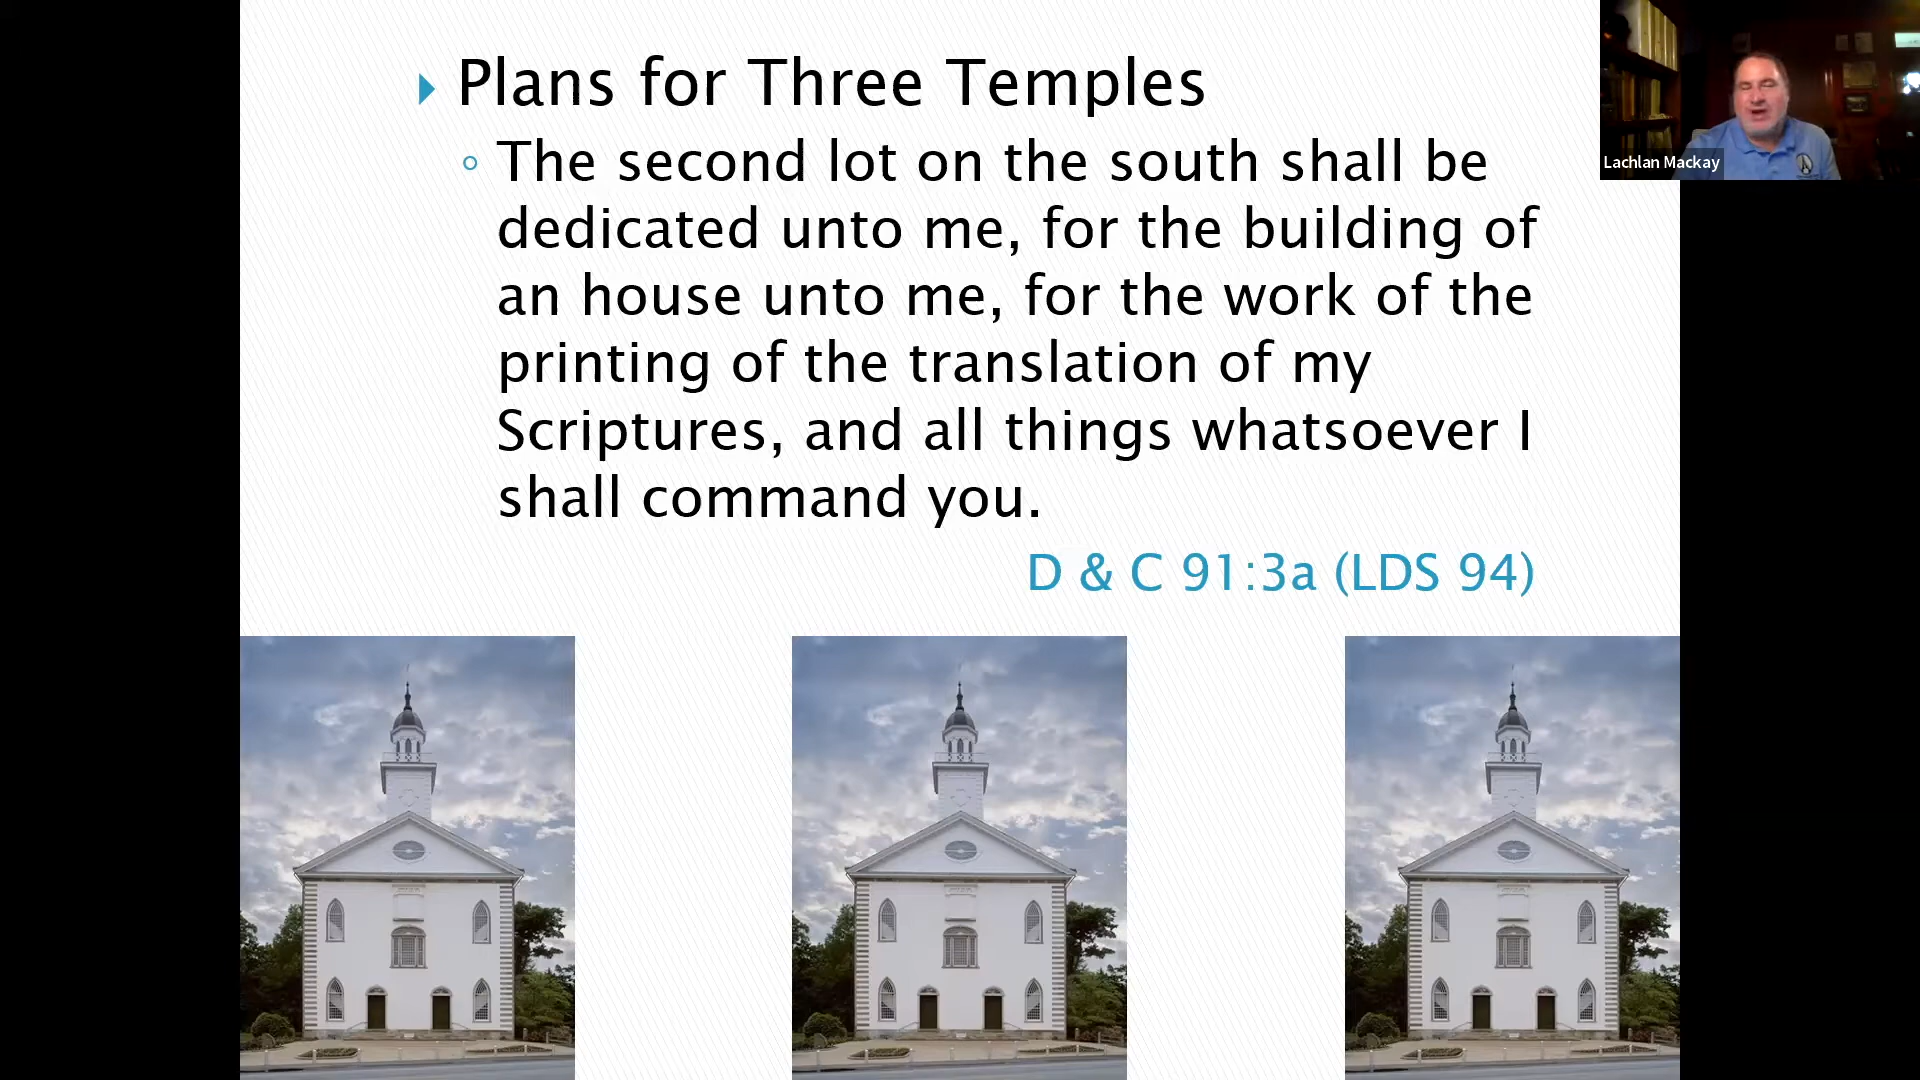 Plans for Three Temples
The second lot on the south shall be
dedicated unto me, for the building of
an house unto me, for the work of the
printing of the translation of my
Scriptures, and all things whatsoever I
shall command you.
D & C 91:3a (LDS 94)
Lachlan Mackay